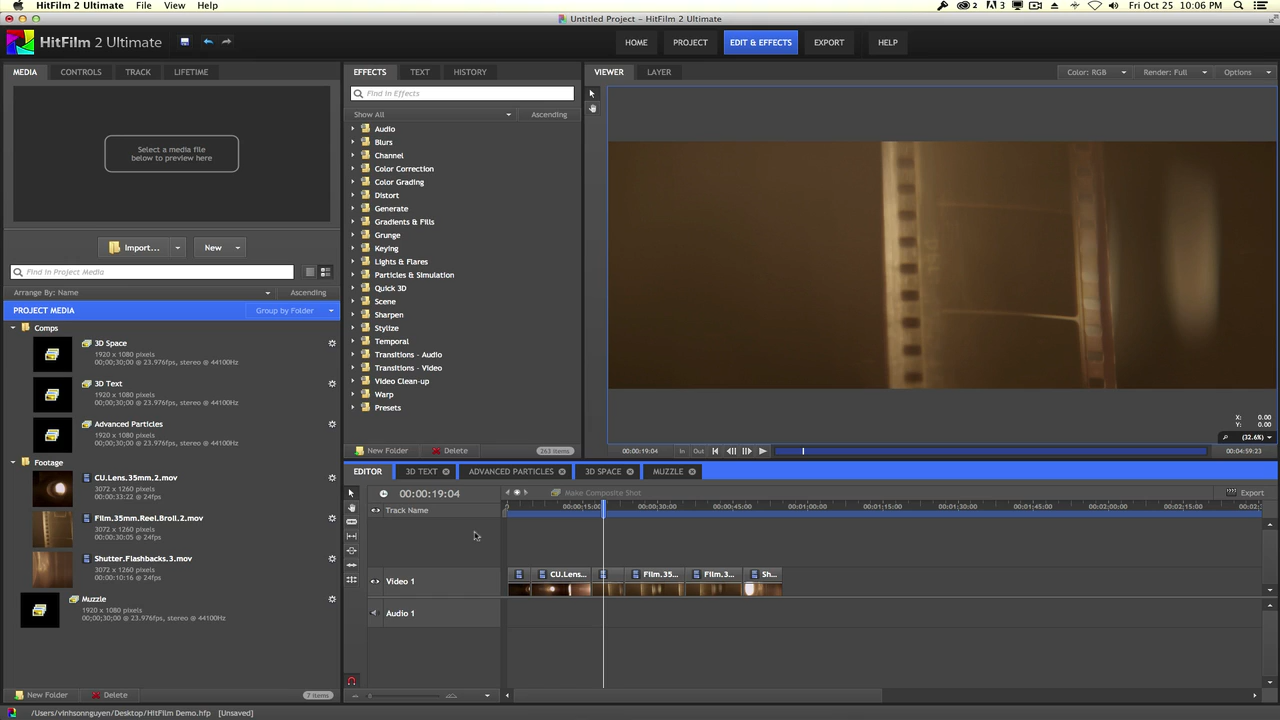 HitFilm 2 Ultimate File View Help
2 3 Fri Oct 25 10:06 PM
Untitled Project – HitFilm 2 Ultimate
HitFilm 2 Ultimate
HOME PROJECT EDIT & EFFECTS EXPORT HELP
MEDIA CONTROLS TRACK LIFETIME
Select a media file
below to preview here
Import... New
Find in Project Media
Arrange By: Name Ascending
PROJECT MEDIA Group by Folder
Comps
3D Space
1920 x 1080 pixels
00;00;30;00 @ 23.976fps, stereo @ 44100Hz
3D Text
1920 x 1080 pixels
00;00;30;00 @ 23.976fps, stereo @ 44100Hz
Advanced Particles
1920 x 1080 pixels
00;00;30;00 @ 23.976fps, stereo @ 44100Hz
Footage
CU.Lens.35mm.2.mov
3072 x 1260 pixels
00:00:33:22 @ 24fps
Film.35mm.Reel.Broll.2.mov
3072 x 1260 pixels
00:00:30:05 @ 24fps
Shutter.Flashbacks.3.mov
3072 x 1260 pixels
00:00:10:16 @ 24fps
Muzzle
1920 x 1080 pixels
00;00;30;00 @ 23.976fps, stereo @ 44100Hz
New Folder Delete 7 items
EFFECTS TEXT HISTORY
Find in Effects
Show All Ascending
Audio
Blurs
Channel
Color Correction
Color Grading
Distort
Generate
Gradients & Fills
Grunge
Keying
Lights & Flares
Particles & Simulation
Quick 3D
Scene
Sharpen
Stylize
Temporal
Transitions - Audio
Transitions - Video
Video Clean-up
Warp
Presets
New Folder Delete 263 items
VIEWER LAYER Color: RGB Render: Full Options
X: 0.00
Y: 0.00
(32.6%)
00:00:19:04 In Out 00:04:59:23
EDITOR 3D TEXT ADVANCED PARTICLES 3D SPACE MUZZLE
00:00:19:04 Make Composite Shot Export
Track Name
0 00:00:15:00 00:00:30:00 00:00:45:00 00:01:00:00 00:01:15:00 00:01:30:00 00:01:45:00 00:02:00:00 00:02:
Video 1 CU.Lens... Film.35... Film.3... Sh...
Audio 1
/Users/vinhsonnguyen/Desktop/HitFilm Demo.hfp [Unsaved]